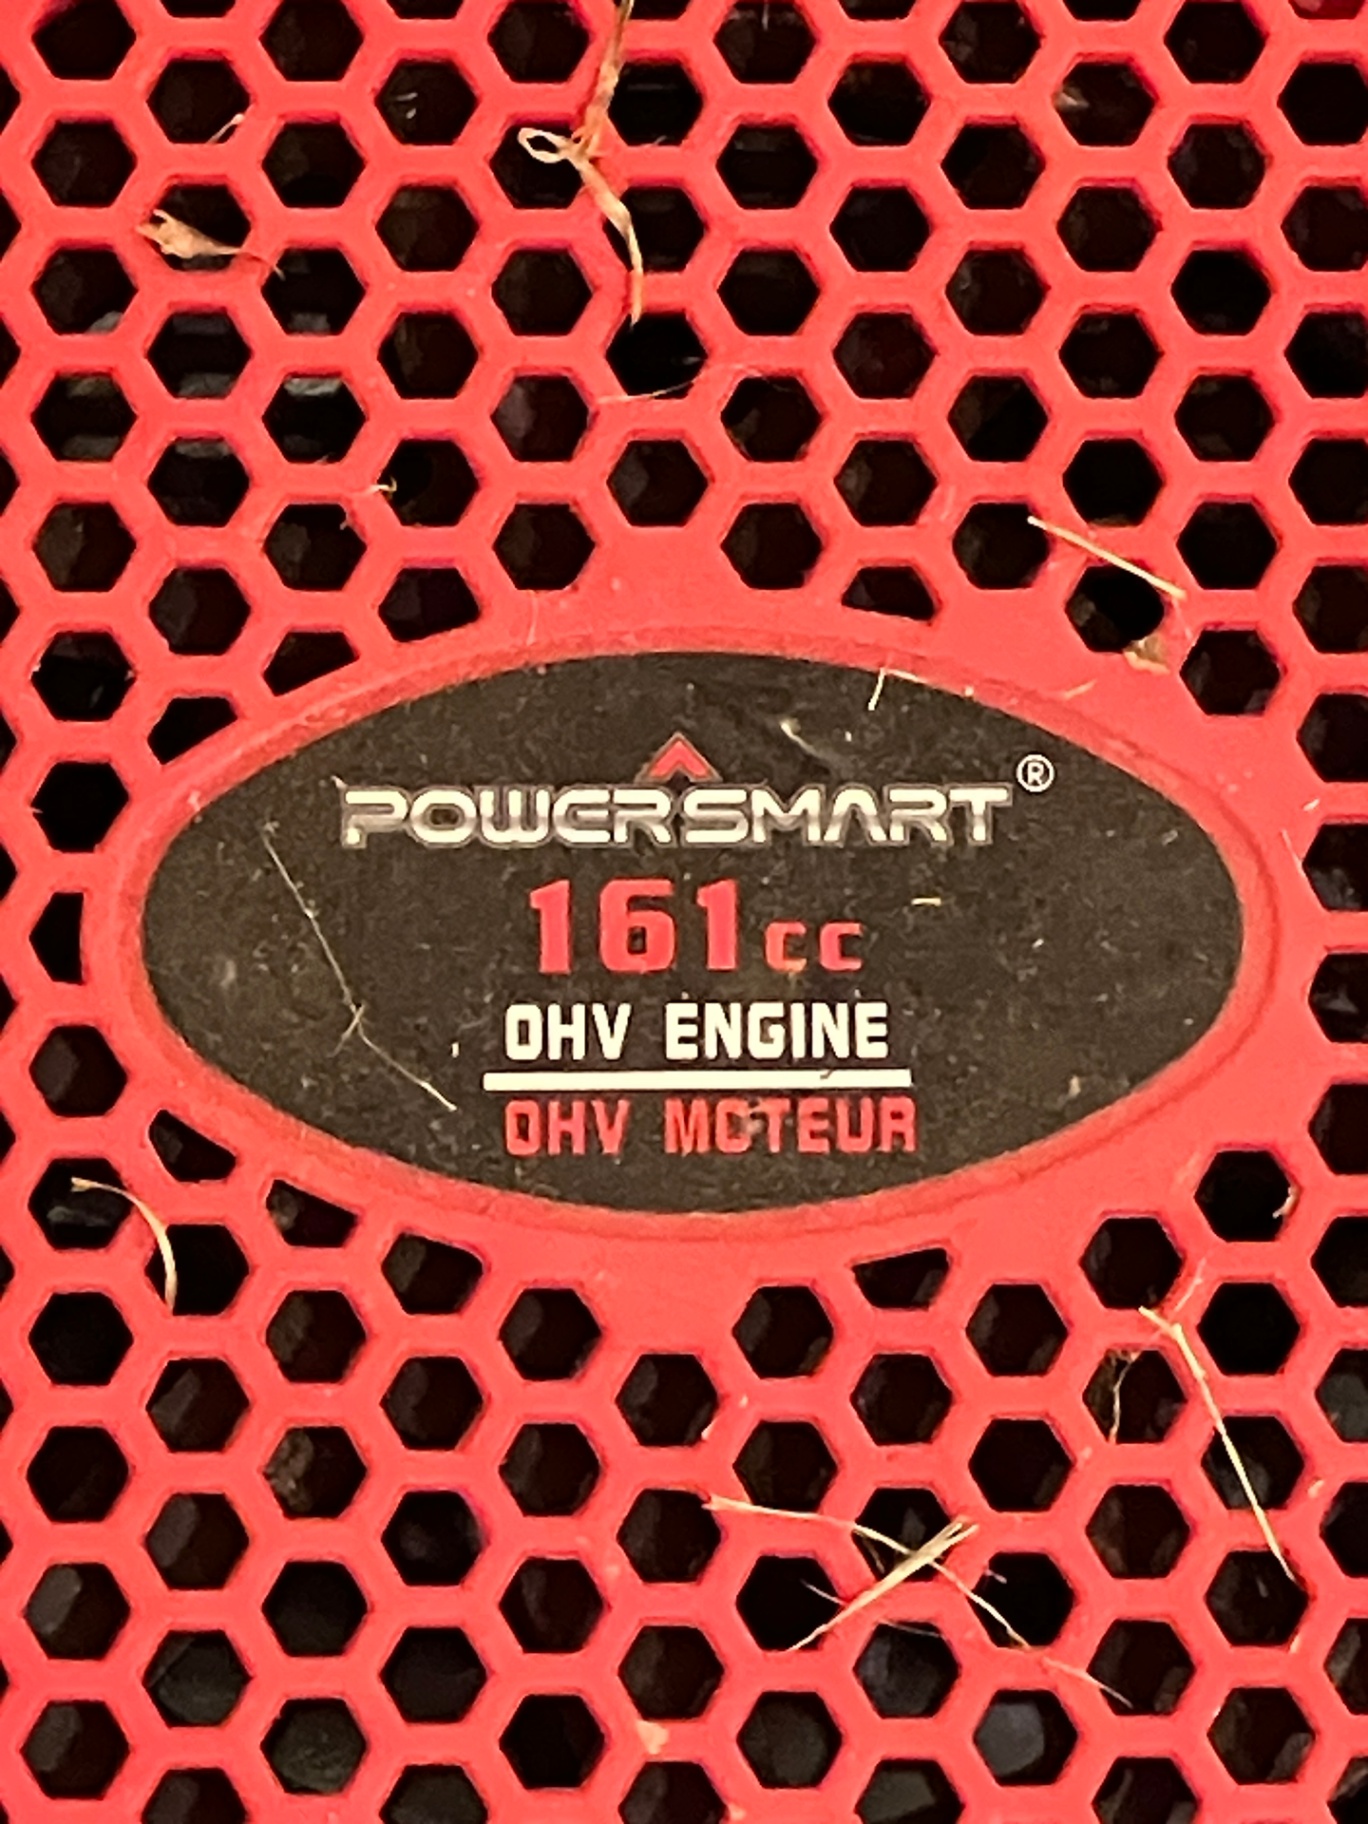 POWERSMART®
161cc
OHV ENGINE
OHV MOTEUR